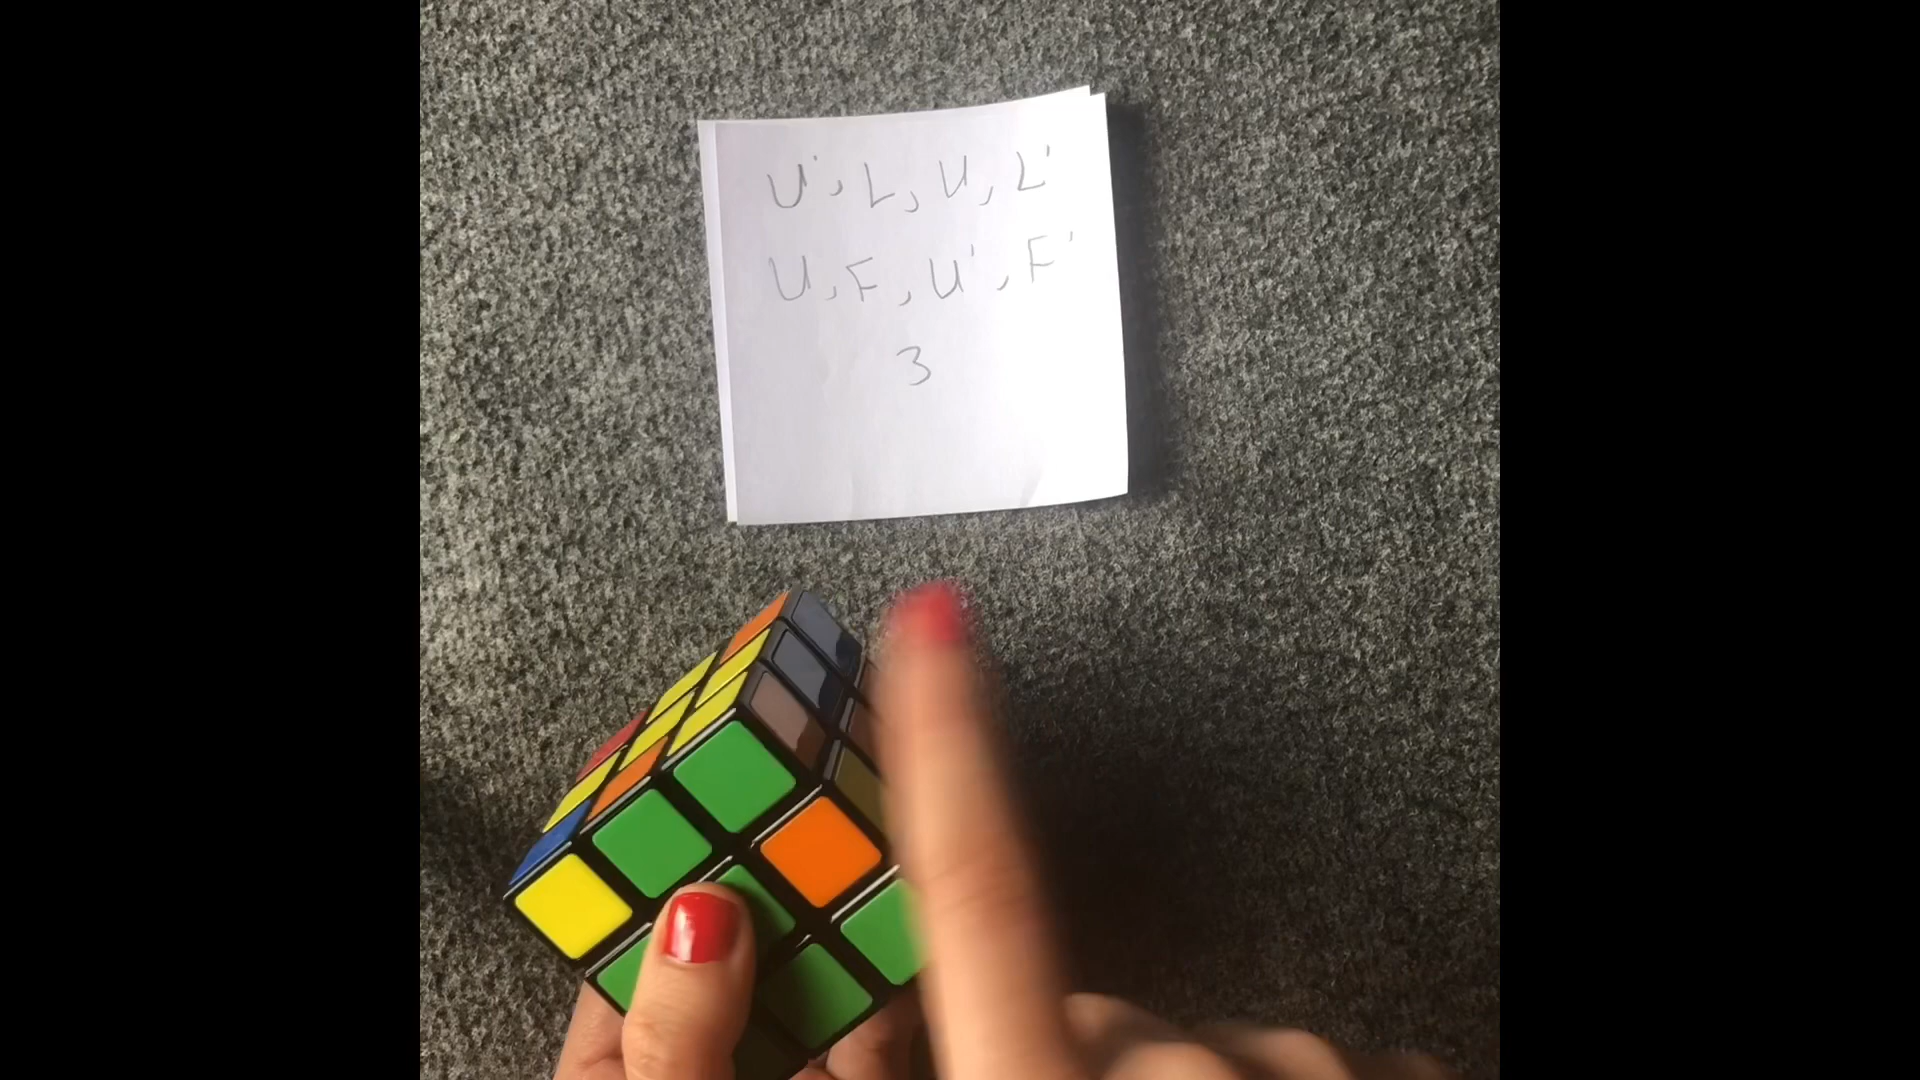 U', L, U, L'
U, F, U', F'
3